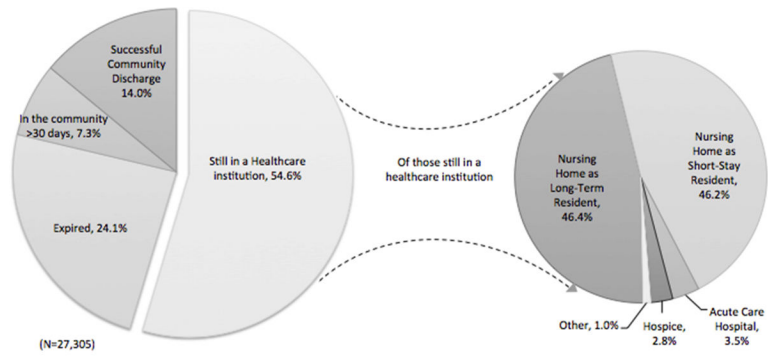 Successful
Community
Discharge
14.0%
In the community
>30 days, 7.3%
Expired, 24.1%
Still in a Healthcare
institution, 54.6%
(N=27,305)
Of those still in a
healthcare institution
Nursing
Home as
Long-Term
Resident,
46.4%
Nursing
Home as
Short-Stay
Resident,
46.2%
Other, 1.0%
Hospice,
2.8%
Acute Care
Hospital,
3.5%